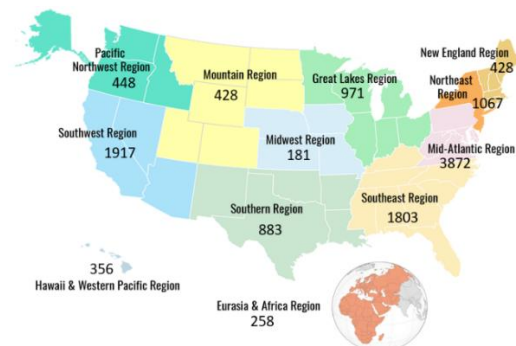 New England Region
428
Pacific
Northwest Region
448
Mountain Region
428
Great Lakes Region
971
Northeast
Region
1067
Southwest Region
1917
Midwest Region
181
Mid-Atlantic Region
3872
Southern Region
883
Southeast Region
1803
356
Hawaii & Western Pacific Region
Eurasia & Africa Region
258